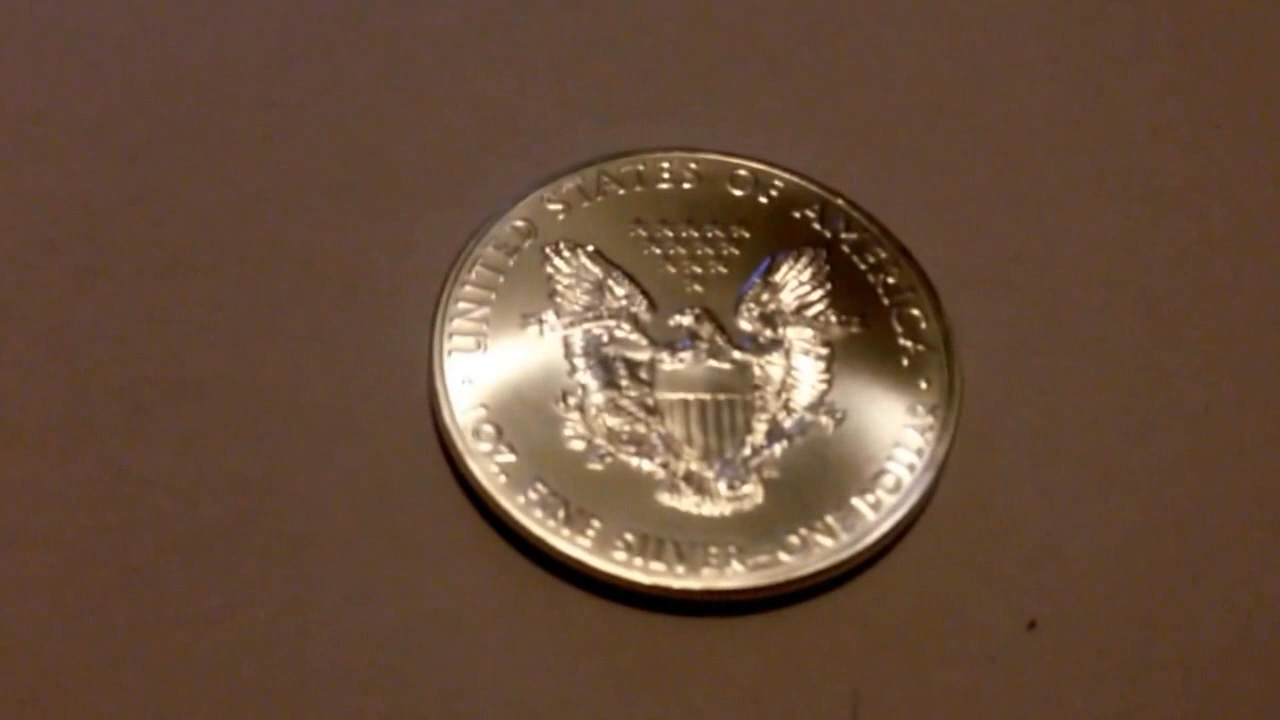 UNITED STATES OF AMERICA
1 OZ. FINE SILVER–ONE DOLLAR